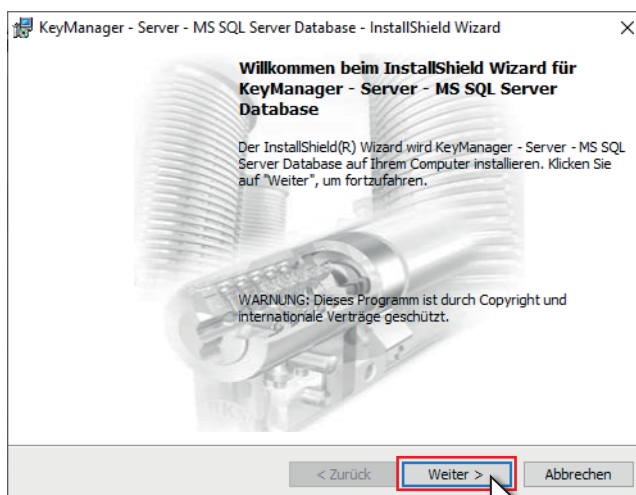 KeyManager - Server - MS SQL Server Database - InstallShield Wizard
Willkommen beim InstallShield Wizard für
KeyManager - Server - MS SQL Server
Database
Der InstallShield(R) Wizard wird KeyManager - Server - MS SQL
Server Database auf Ihrem Computer installieren. Klicken Sie
auf "Weiter", um fortzufahren.
WARNUNG: Dieses Programm ist durch Copyright und
internationale Verträge geschützt.
< Zurück Weiter > Abbrechen